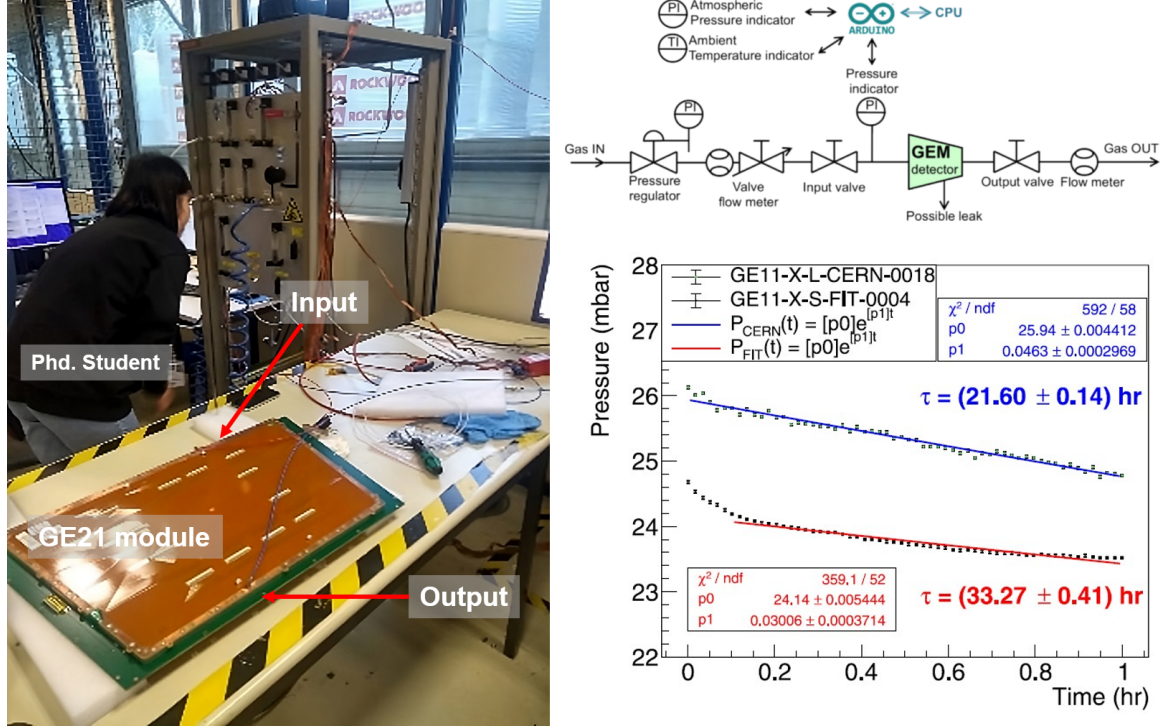 ROCKWOO
ROCKWOO
ROCKWOO
Input
Phd. Student
GE21 module
Output
PI
Atmospheric
Pressure indicator
TI
Ambient
Temperature indicator
ARDUINO
CPU
Pressure
indicator
PI
PI
Gas IN
Gas OUT
GEM
detector
Pressure
regulator
Valve
flow meter
Input valve
Output valve
Flow meter
Possible leak
Pressure (mbar)
28
27
26
25
24
23
22
GE11-X-L-CERN-0018
GE11-X-S-FIT-0004
P_CERN(t) = [p0]e^[p1]t
P_FIT(t) = [p0]e^[p1]t
χ² / ndf 592 / 58
p0 25.94 ± 0.004412
p1 0.0463 ± 0.0002969
τ = (21.60 ± 0.14) hr
χ² / ndf 359.1 / 52
p0 24.14 ± 0.005444
p1 0.03006 ± 0.0003714
τ = (33.27 ± 0.41) hr
0 0.2 0.4 0.6 0.8 1
Time (hr)